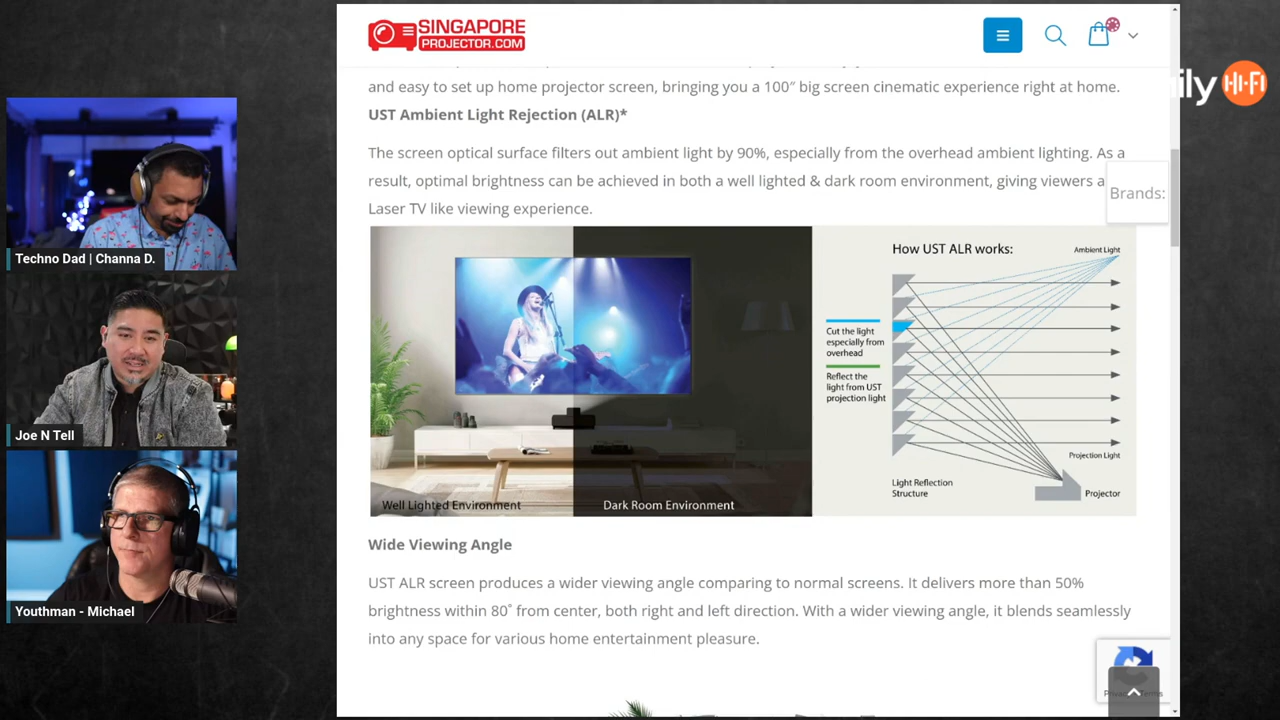 SINGAPORE
PROJECTOR.COM
ily HI-FI
and easy to set up home projector screen, bringing you a 100″ big screen cinematic experience right at home.
UST Ambient Light Rejection (ALR)*
The screen optical surface filters out ambient light by 90%, especially from the overhead ambient lighting. As a
result, optimal brightness can be achieved in both a well lighted & dark room environment, giving viewers a
Laser TV like viewing experience.
Brands:
How UST ALR works:
Ambient Light
Cut the light
especially from
overhead
Reflect the
light from UST
projection light
Projection Light
Light Reflection
Structure
Projector
Well Lighted Environment
Dark Room Environment
Wide Viewing Angle
UST ALR screen produces a wider viewing angle comparing to normal screens. It delivers more than 50%
brightness within 80° from center, both right and left direction. With a wider viewing angle, it blends seamlessly
into any space for various home entertainment pleasure.
Techno Dad | Channa D.
Joe N Tell
Youthman - Michael